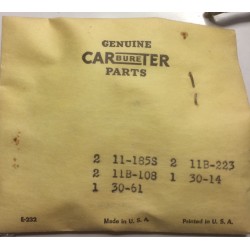 GENUINE
CARBURETER
PARTS
2 11-185S 2 11B-223
2 11B-108 1 30-14
1 30-61
Made in U. S. A.
Printed in U. S. A.